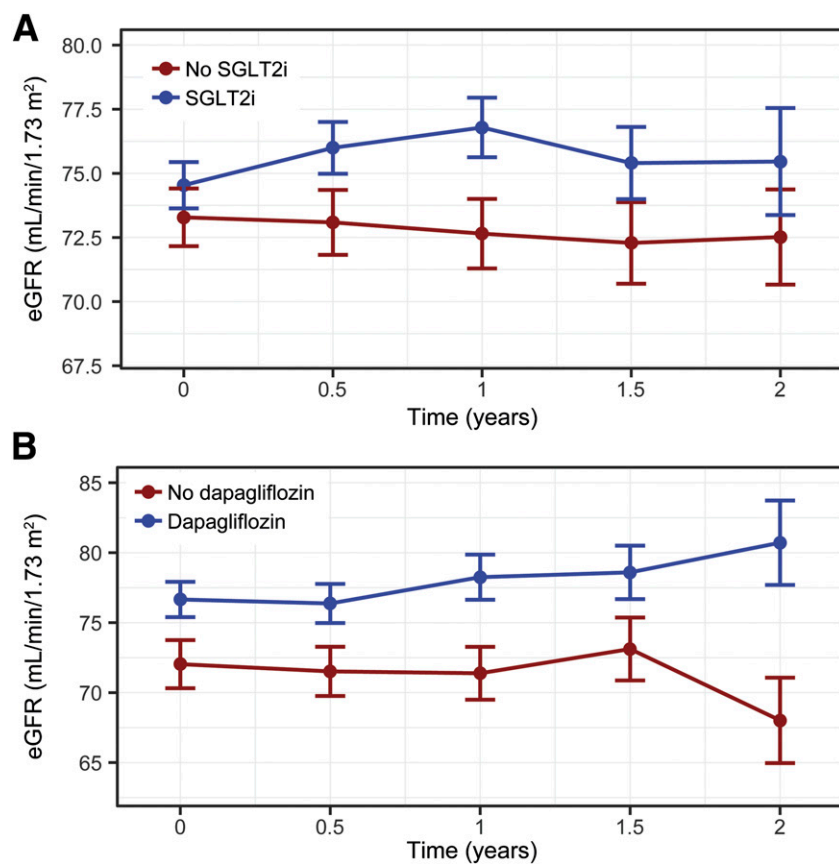 A
80.0
77.5
75.0
72.5
70.0
67.5
eGFR (mL/min/1.73 m²)
No SGLT2i
SGLT2i
0 0.5 1 1.5 2
Time (years)
B
85
80
75
70
65
eGFR (mL/min/1.73 m²)
No dapagliflozin
Dapagliflozin
0 0.5 1 1.5 2
Time (years)